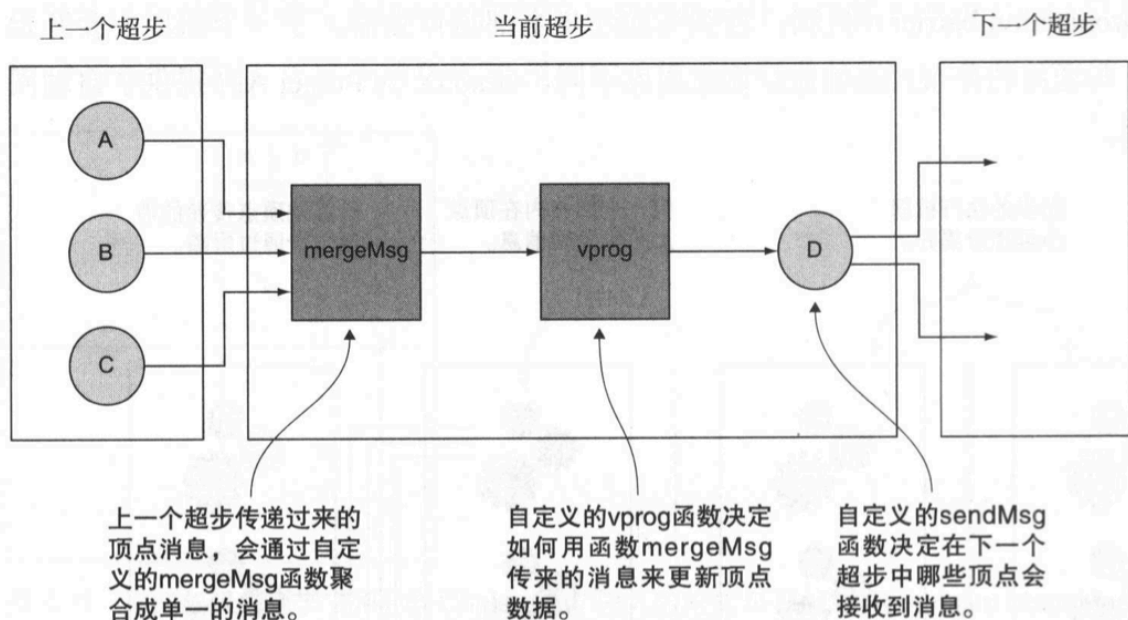 上一个超步
当前超步
下一个超步
A
B
C
mergeMsg
vprog
D
上一个超步传递过来的
顶点消息，会通过自定
义的mergeMsg函数聚
合成单一的消息。
自定义的vprog函数决定
如何用函数mergeMsg
传来的消息来更新顶点
数据。
自定义的sendMsg
函数决定在下一个
超步中哪些顶点会
接收到消息。